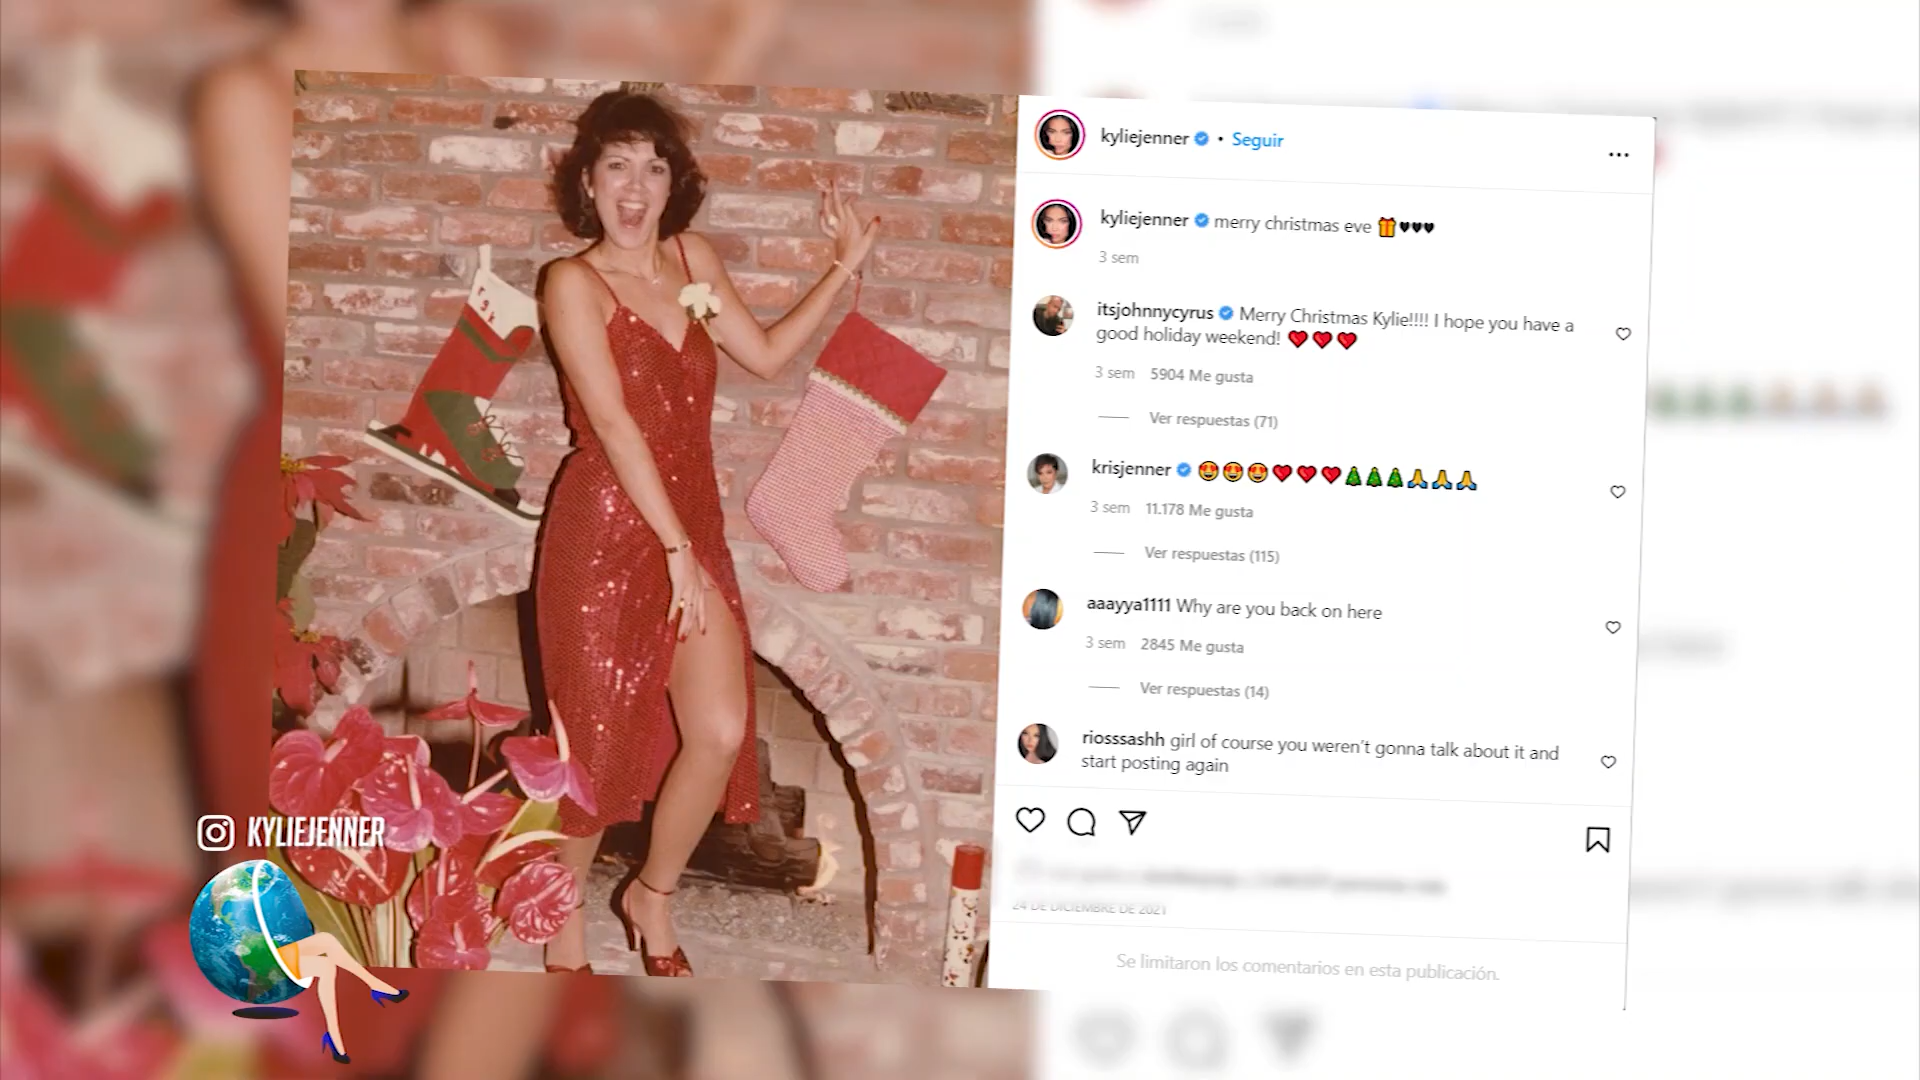 kyliejenner • Seguir
kyliejenner merry christmas eve 🎁🖤🖤🖤
3 sem
itsjohnnycyrus Merry Christmas Kylie!!!! I hope you have a
good holiday weekend! ❤️❤️❤️
3 sem 5904 Me gusta
Ver respuestas (71)
krisjenner 😍😍😍❤️❤️❤️🎄🎄🎄🙏🙏🙏
3 sem 11.178 Me gusta
Ver respuestas (115)
aaayya1111 Why are you back on here
3 sem 2845 Me gusta
Ver respuestas (14)
riosssashh girl of course you weren't gonna talk about it and
start posting again
24 DE DICIEMBRE DE 2021
Se limitaron los comentarios en esta publicación.
KYLIEJENNER